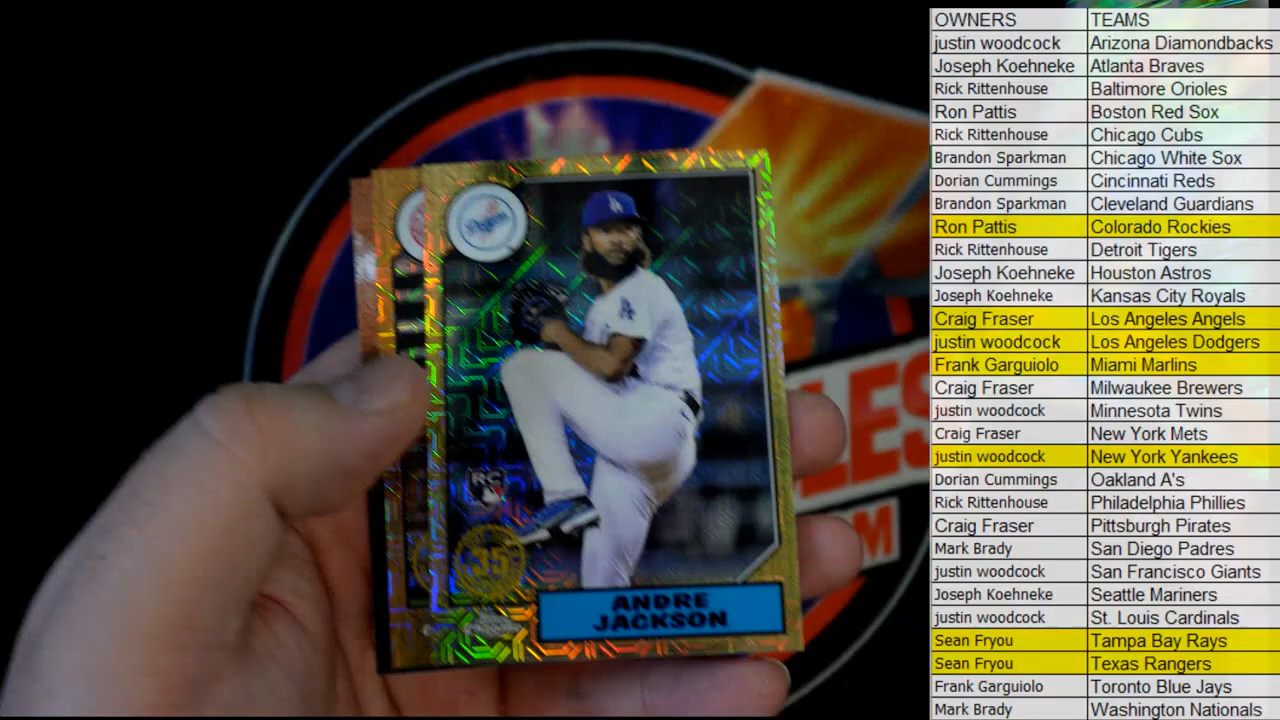 OWNERS TEAMS
justin woodcock Arizona Diamondbacks
Joseph Koehneke Atlanta Braves
Rick Rittenhouse Baltimore Orioles
Ron Pattis Boston Red Sox
Rick Rittenhouse Chicago Cubs
Brandon Sparkman Chicago White Sox
Dorian Cummings Cincinnati Reds
Brandon Sparkman Cleveland Guardians
Ron Pattis Colorado Rockies
Rick Rittenhouse Detroit Tigers
Joseph Koehneke Houston Astros
Joseph Koehneke Kansas City Royals
Craig Fraser Los Angeles Angels
justin woodcock Los Angeles Dodgers
Frank Garguiolo Miami Marlins
Craig Fraser Milwaukee Brewers
justin woodcock Minnesota Twins
Craig Fraser New York Mets
justin woodcock New York Yankees
Dorian Cummings Oakland A's
Rick Rittenhouse Philadelphia Phillies
Craig Fraser Pittsburgh Pirates
Mark Brady San Diego Padres
justin woodcock San Francisco Giants
Joseph Koehneke Seattle Mariners
justin woodcock St. Louis Cardinals
Sean Fryou Tampa Bay Rays
Sean Fryou Texas Rangers
Frank Garguiolo Toronto Blue Jays
Mark Brady Washington Nationals
Dodgers
LA
LA
RC
35
ANDRE
JACKSON
LES
M